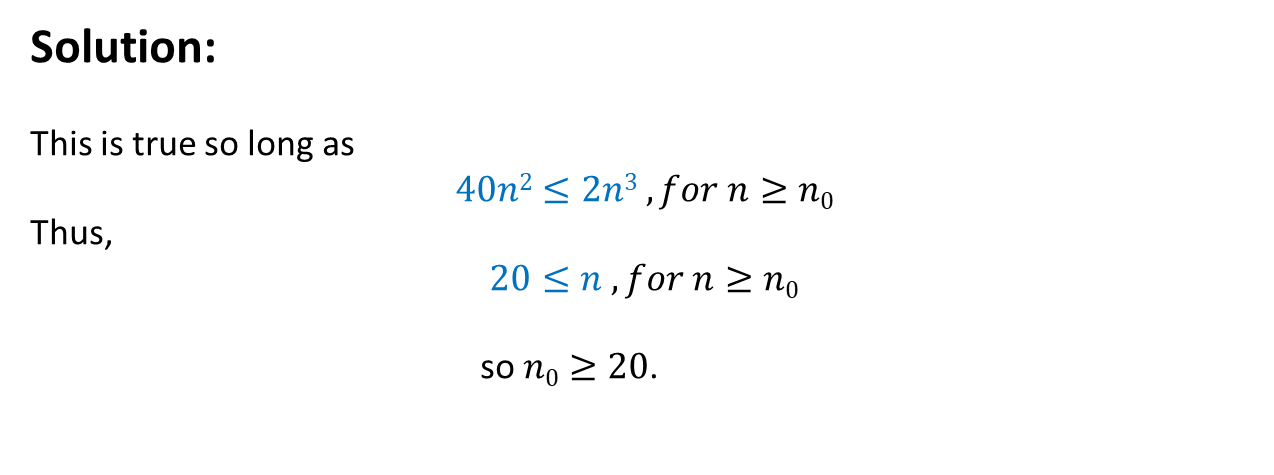 Solution:
This is true so long as
40n² ≤ 2n³ , for n ≥ n₀
Thus,
20 ≤ n , for n ≥ n₀
so n₀ ≥ 20.